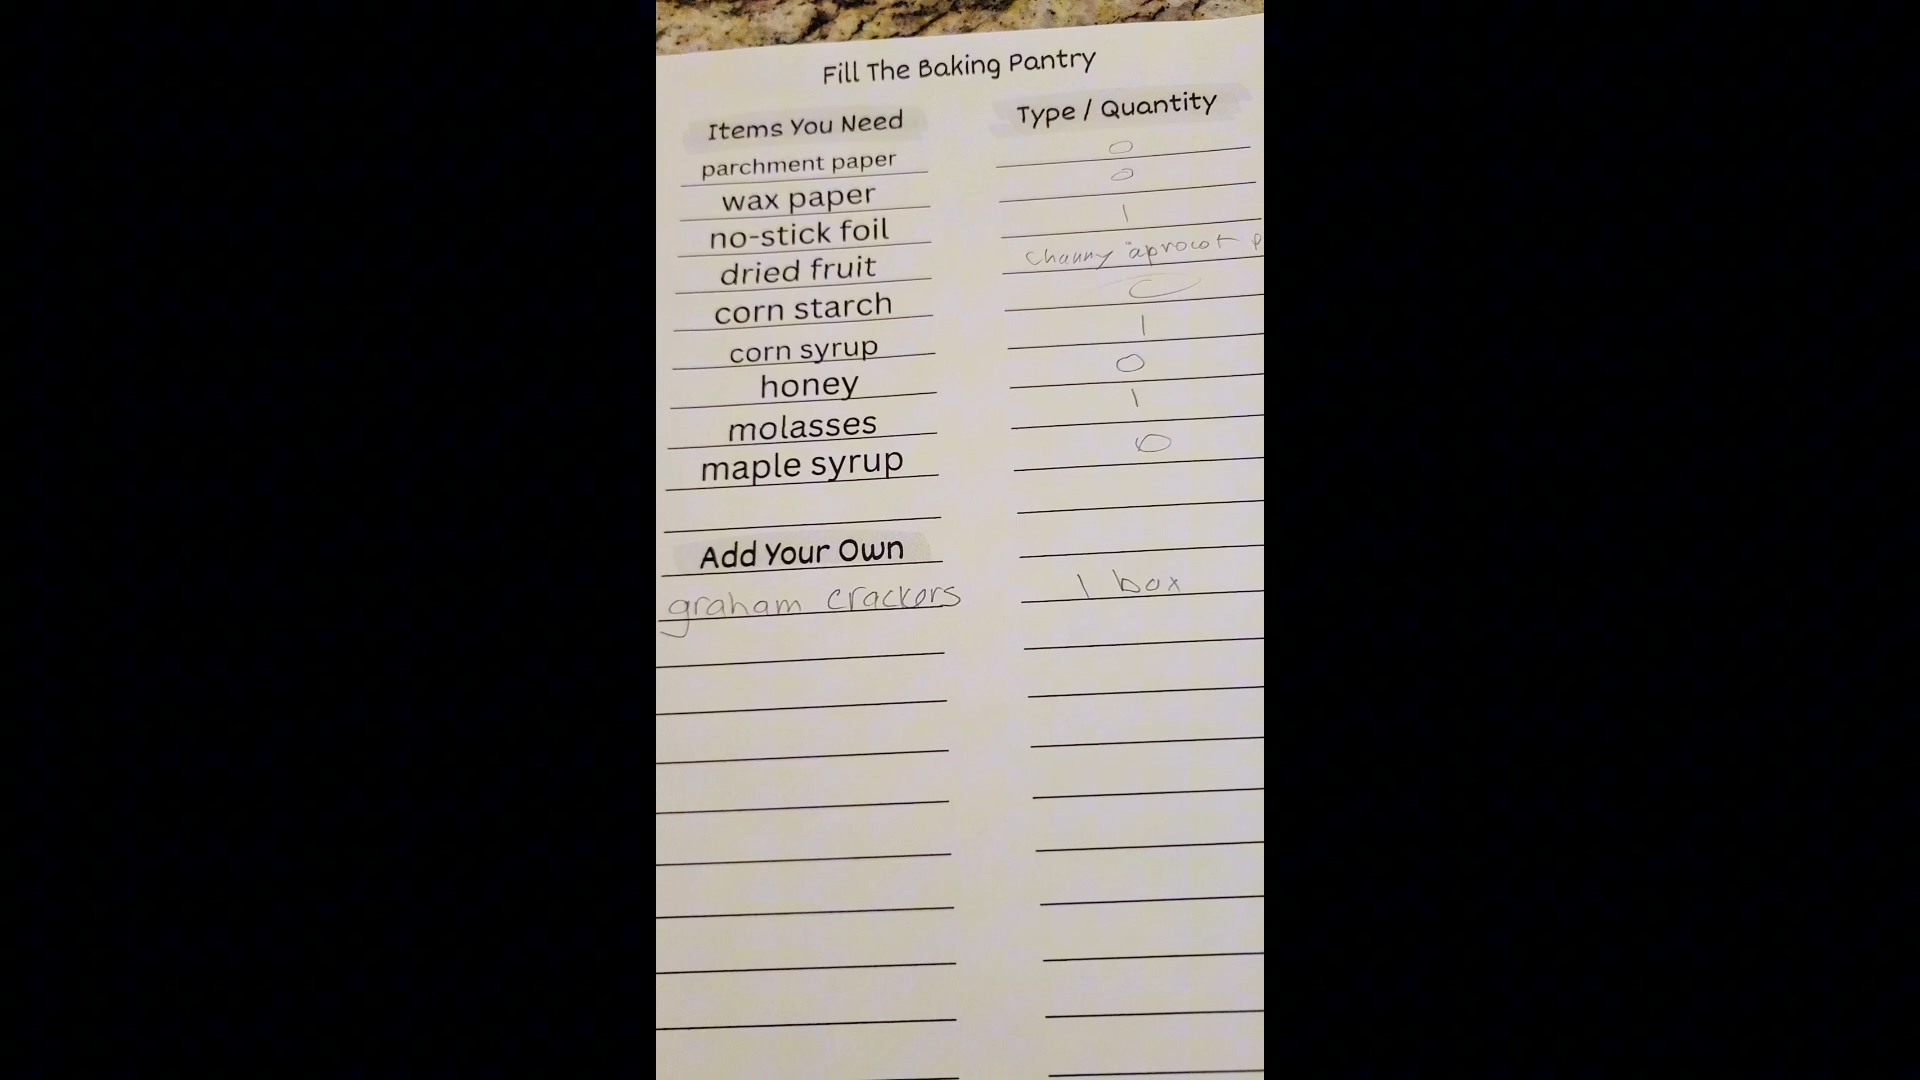 Fill The Baking Pantry
Items You Need Type / Quantity
parchment paper 0
wax paper 0
no-stick foil 1
dried fruit
corn starch 0
corn syrup 1
honey 0
molasses 1
maple syrup 0
Add Your Own
graham crackers 1 box